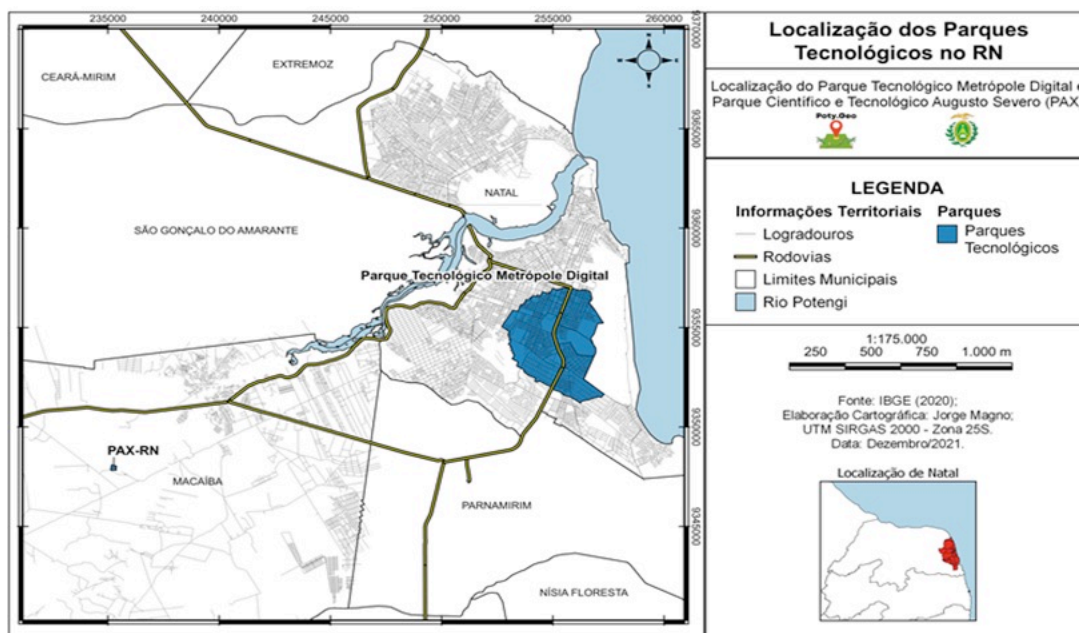 235000 240000 245000 250000 255000 260000
9370000
9365000
9360000
9355000
9350000
9345000
CEARÁ-MIRIM
EXTREMOZ
NATAL
SÃO GONÇALO DO AMARANTE
Parque Tecnológico Metrópole Digital
PAX-RN
MACAÍBA
PARNAMIRIM
NÍSIA FLORESTA
N
W E
S
Localização dos Parques
Tecnológicos no RN
Localização do Parque Tecnológico Metrópole Digital e
Parque Científico e Tecnológico Augusto Severo (PAX)
Poty.Geo
LEGENDA
Informações Territoriais
Logradouros
Rodovias
Limites Municipais
Rio Potengi
Parques
Parques
Tecnológicos
1:175.000
250 500 750 1.000 m
Fonte: IBGE (2020);
Elaboração Cartográfica: Jorge Magno;
UTM SIRGAS 2000 - Zona 25S.
Data: Dezembro/2021.
Localização de Natal